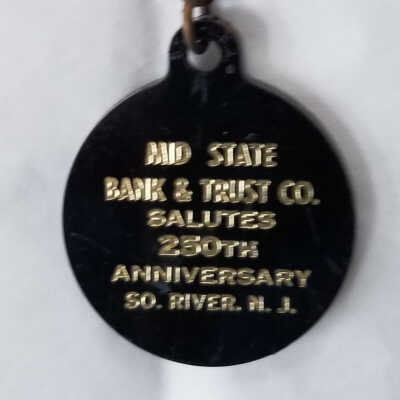 MID STATE
BANK & TRUST CO.
SALUTES
250TH
ANNIVERSARY
SO. RIVER. N. J.